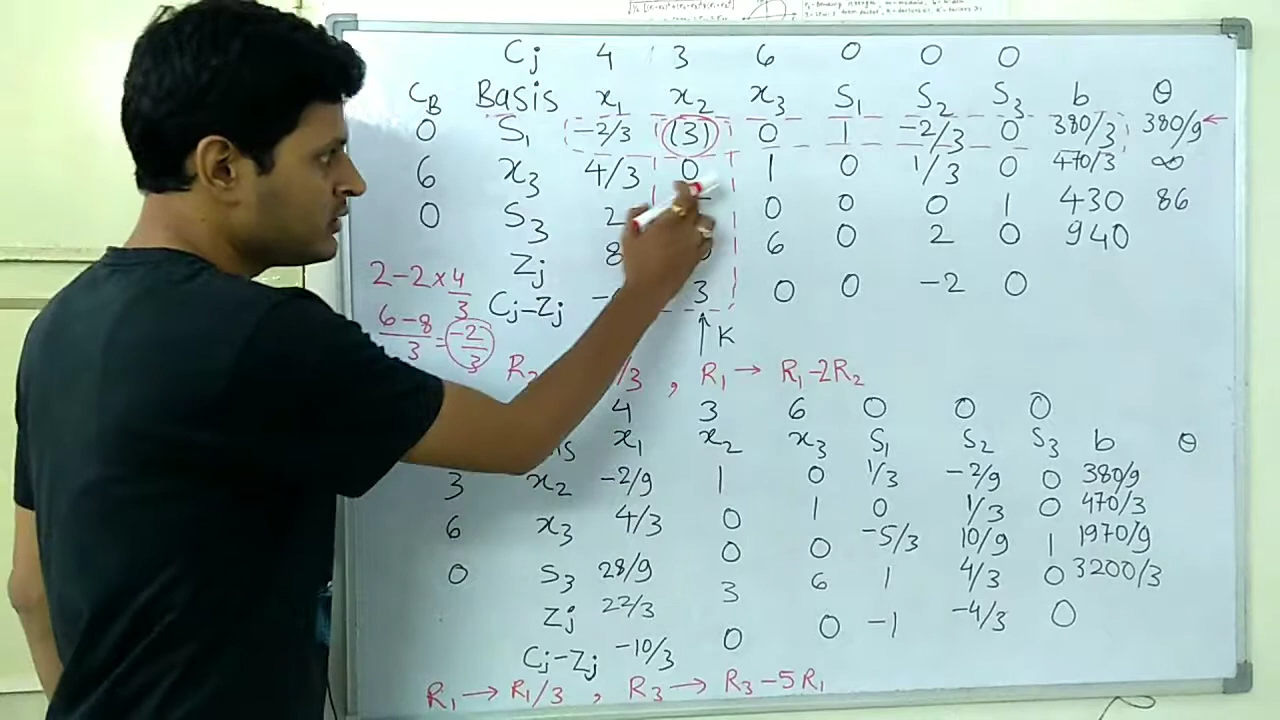 Cj 4 3 6 0 0 0
CB Basis x₁ x₂ x₃ S₁ S₂ S₃ b θ
0 S₁ -2/3 (3) 0 1 -2/3 0 380/3 380/9 ←
6 x₃ 4/3 0 1 0 1/3 0 470/3 ∞
0 S₃ 2 0 0 0 1 430 86
Zj 8 6 0 2 0 940
Cj-Zj 3 0 0 -2 0
↑ K
2-2×4/3
6-8/3 = -2/3
/3 , R₁ → R₁-2R₂
4 3 6 0 0 0
x₁ x₂ x₃ S₁ S₂ S₃ b θ
3 x₂ -2/9 1 0 1/3 -2/9 0 380/9
6 x₃ 4/3 0 1 0 1/3 0 470/3
0 S₃ 28/9 0 0 -5/3 10/9 1 1970/9
Zj 22/3 3 6 1 4/3 0 3200/3
Cj-Zj -10/3 0 0 -1 -4/3 0
R₁ → R₁/3 , R₃ → R₃-5R₁